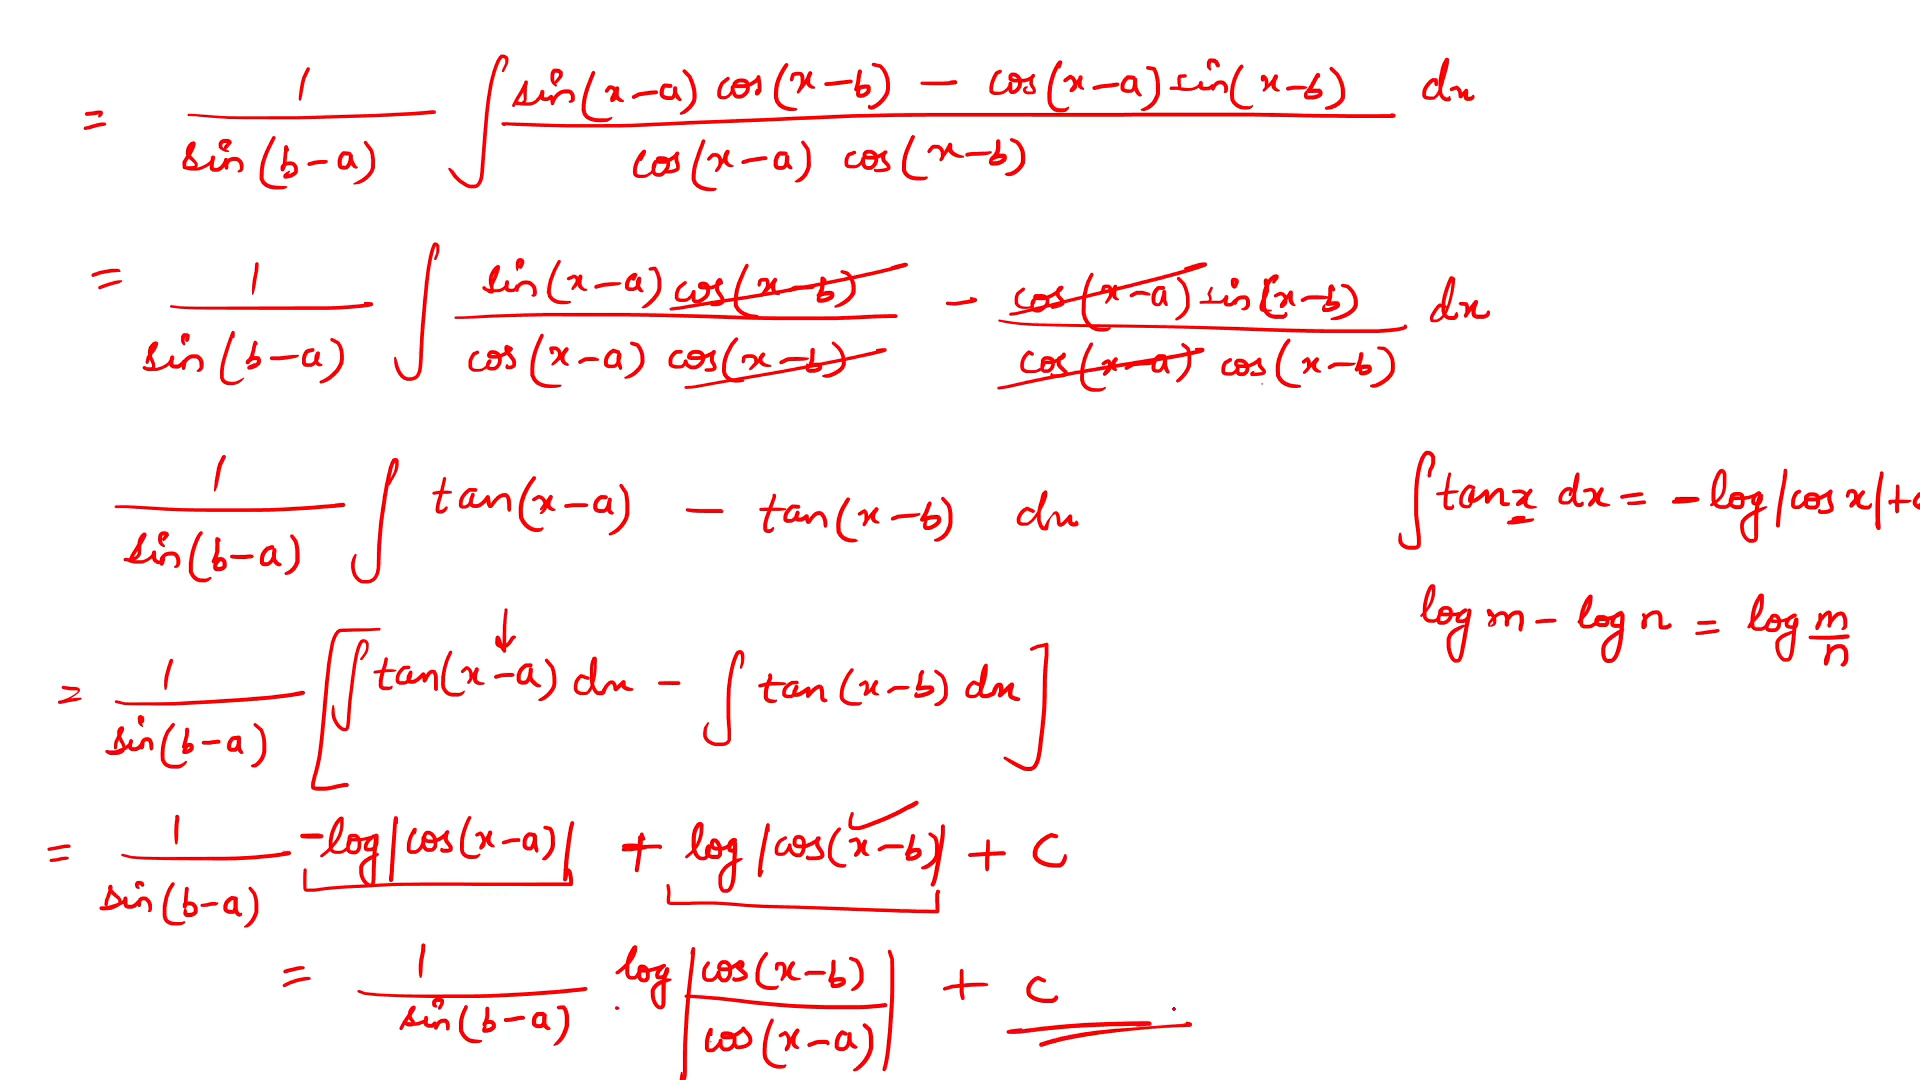 = 1/sin(b-a) ∫ sin(x-a) cos(x-b) - cos(x-a) sin(x-b) / cos(x-a) cos(x-b) dx
= 1/sin(b-a) ∫ sin(x-a) cos(x-b) / cos(x-a) cos(x-b) - cos(x-a) sin(x-b) / cos(x-a) cos(x-b) dx
1/sin(b-a) ∫ tan(x-a) - tan(x-b) dx
∫ tan x dx = -log|cos x| + c
log m - log n = log m/n
= 1/sin(b-a) [∫ tan(x-a) dx - ∫ tan(x-b) dx]
= 1/sin(b-a) -log|cos(x-a)| + log|cos(x-b)| + C
= 1/sin(b-a) . log |cos(x-b)/cos(x-a)| + c